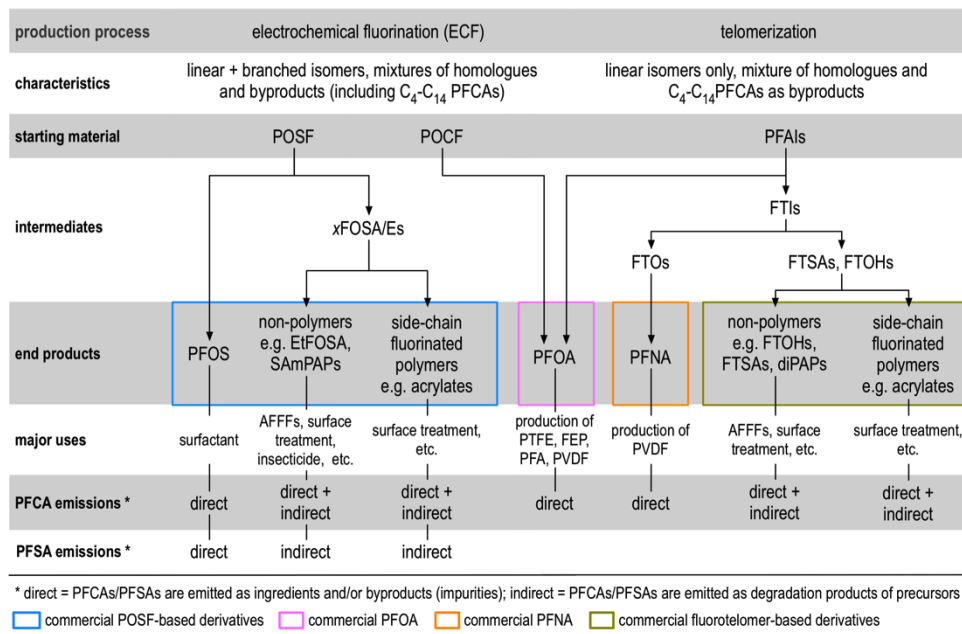 production process electrochemical fluorination (ECF) telomerization
characteristics
linear + branched isomers, mixtures of homologues
and byproducts (including C4-C14 PFCAs)
linear isomers only, mixture of homologues and
C4-C14PFCAs as byproducts
starting material POSF POCF PFAIs
intermediates
FTIs
xFOSA/Es
FTOs FTSAs, FTOHs
end products
PFOS
non-polymers
e.g. EtFOSA,
SAmPAPs
side-chain
fluorinated
polymers
e.g. acrylates
PFOA
PFNA
non-polymers
e.g. FTOHs,
FTSAs, diPAPs
side-chain
fluorinated
polymers
e.g. acrylates
major uses
surfactant
AFFFs, surface
treatment,
insecticide, etc.
surface treatment,
etc.
production of
PTFE, FEP,
PFA, PVDF
production of
PVDF
AFFFs, surface
treatment, etc.
surface treatment,
etc.
PFCA emissions *
direct
direct +
indirect
direct +
indirect
direct
direct
direct +
indirect
direct +
indirect
PFSA emissions * direct indirect indirect
* direct = PFCAs/PFSAs are emitted as ingredients and/or byproducts (impurities); indirect = PFCAs/PFSAs are emitted as degradation products of precursors
commercial POSF-based derivatives commercial PFOA commercial PFNA commercial fluorotelomer-based derivatives